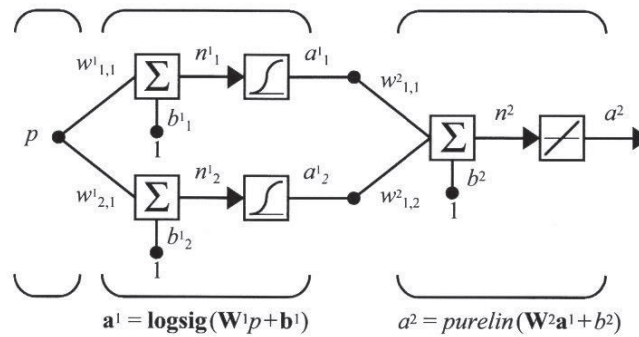 w¹₁,₁ Σ n¹₁ a¹₁ w²₁,₁
b¹₁
1
p Σ n² a²
b²
1
w¹₂,₁ Σ n¹₂ a¹₂ w²₁,₂
b¹₂
1
a¹ = logsig(W¹p+b¹) a² = purelin(W²a¹+b²)